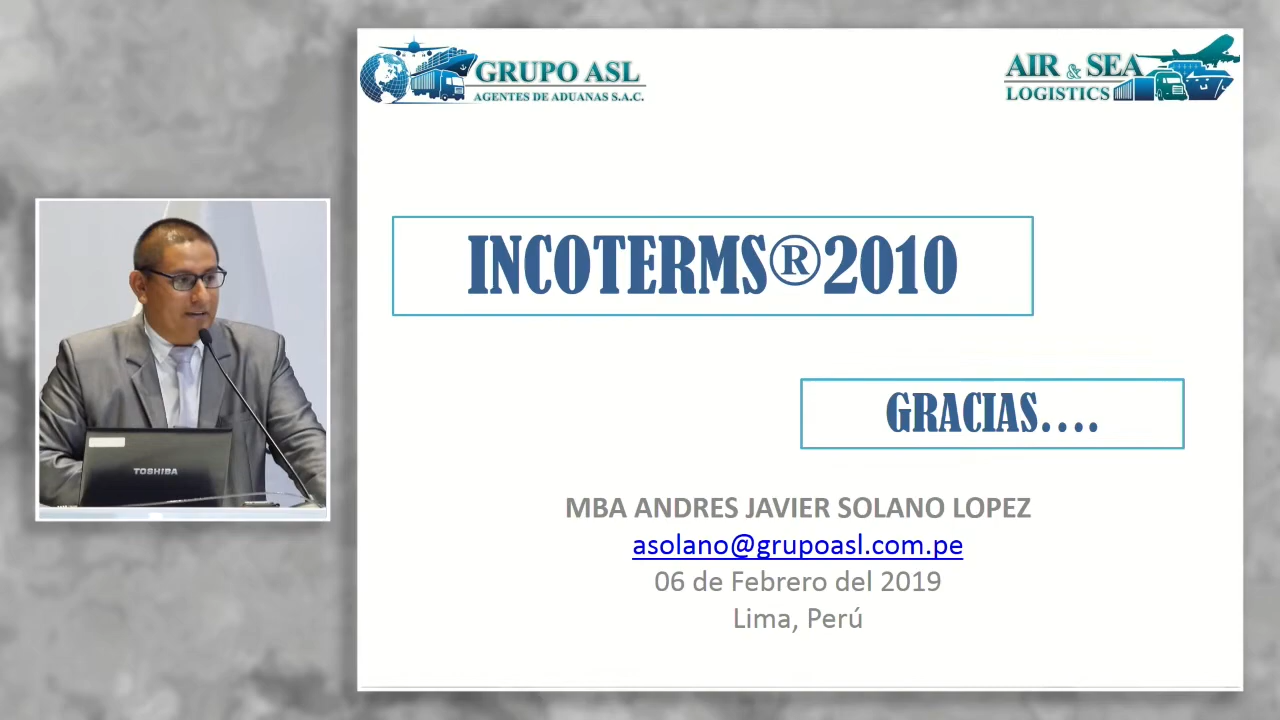 GRUPO ASL
AGENTES DE ADUANAS S.A.C.
AIR & SEA
LOGISTICS
INCOTERMS®2010
GRACIAS....
TOSHIBA
MBA ANDRES JAVIER SOLANO LOPEZ
asolano@grupoasl.com.pe
06 de Febrero del 2019
Lima, Perú